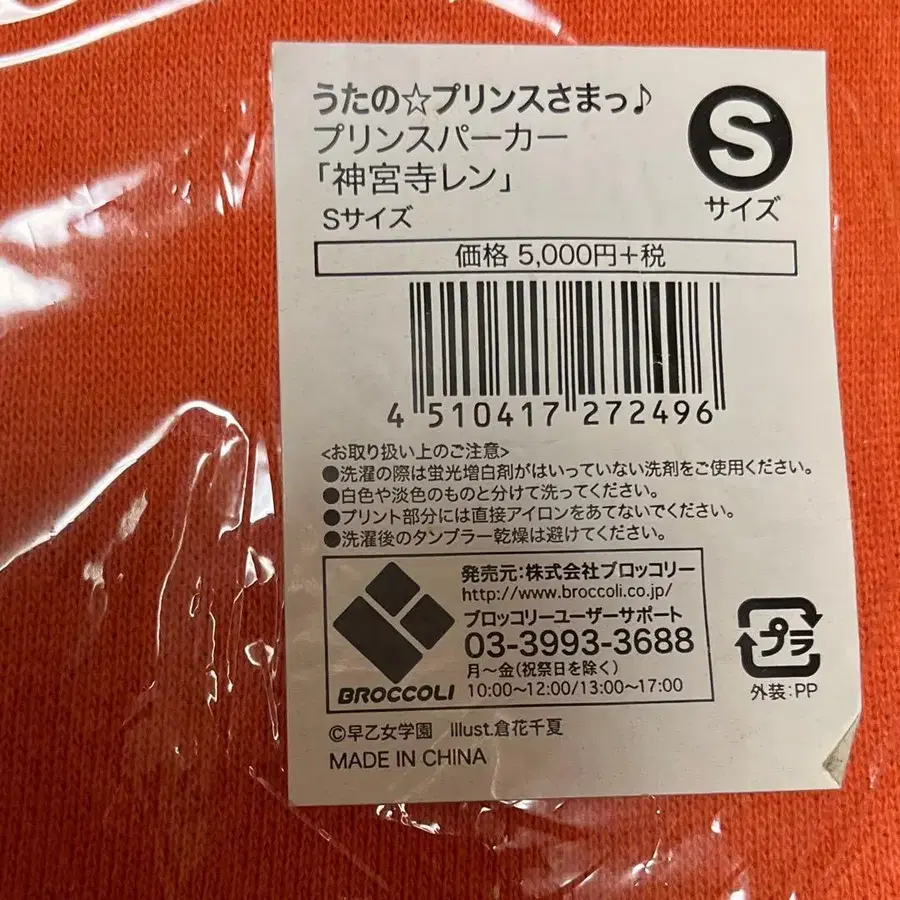 うたの☆プリンスさまっ♪
プリンスパーカー
「神宮寺レン」
Sサイズ
S
サイズ
価格 5,000円+税
4 510417 272496
<お取り扱い上のご注意>
●洗濯の際は蛍光増白剤がはいっていない洗剤をご使用ください。
●白色や淡色のものと分けて洗ってください。
●プリント部分には直接アイロンをあてないでください。
●洗濯後のタンブラー乾燥は避けてください。
発売元:株式会社ブロッコリー
http://www.broccoli.co.jp/
ブロッコリーユーザーサポート
03-3993-3688
月～金(祝祭日を除く)
10:00～12:00/13:00～17:00
BROCCOLI
プラ
外装:PP
©早乙女学園 Illust.倉花千夏
MADE IN CHINA